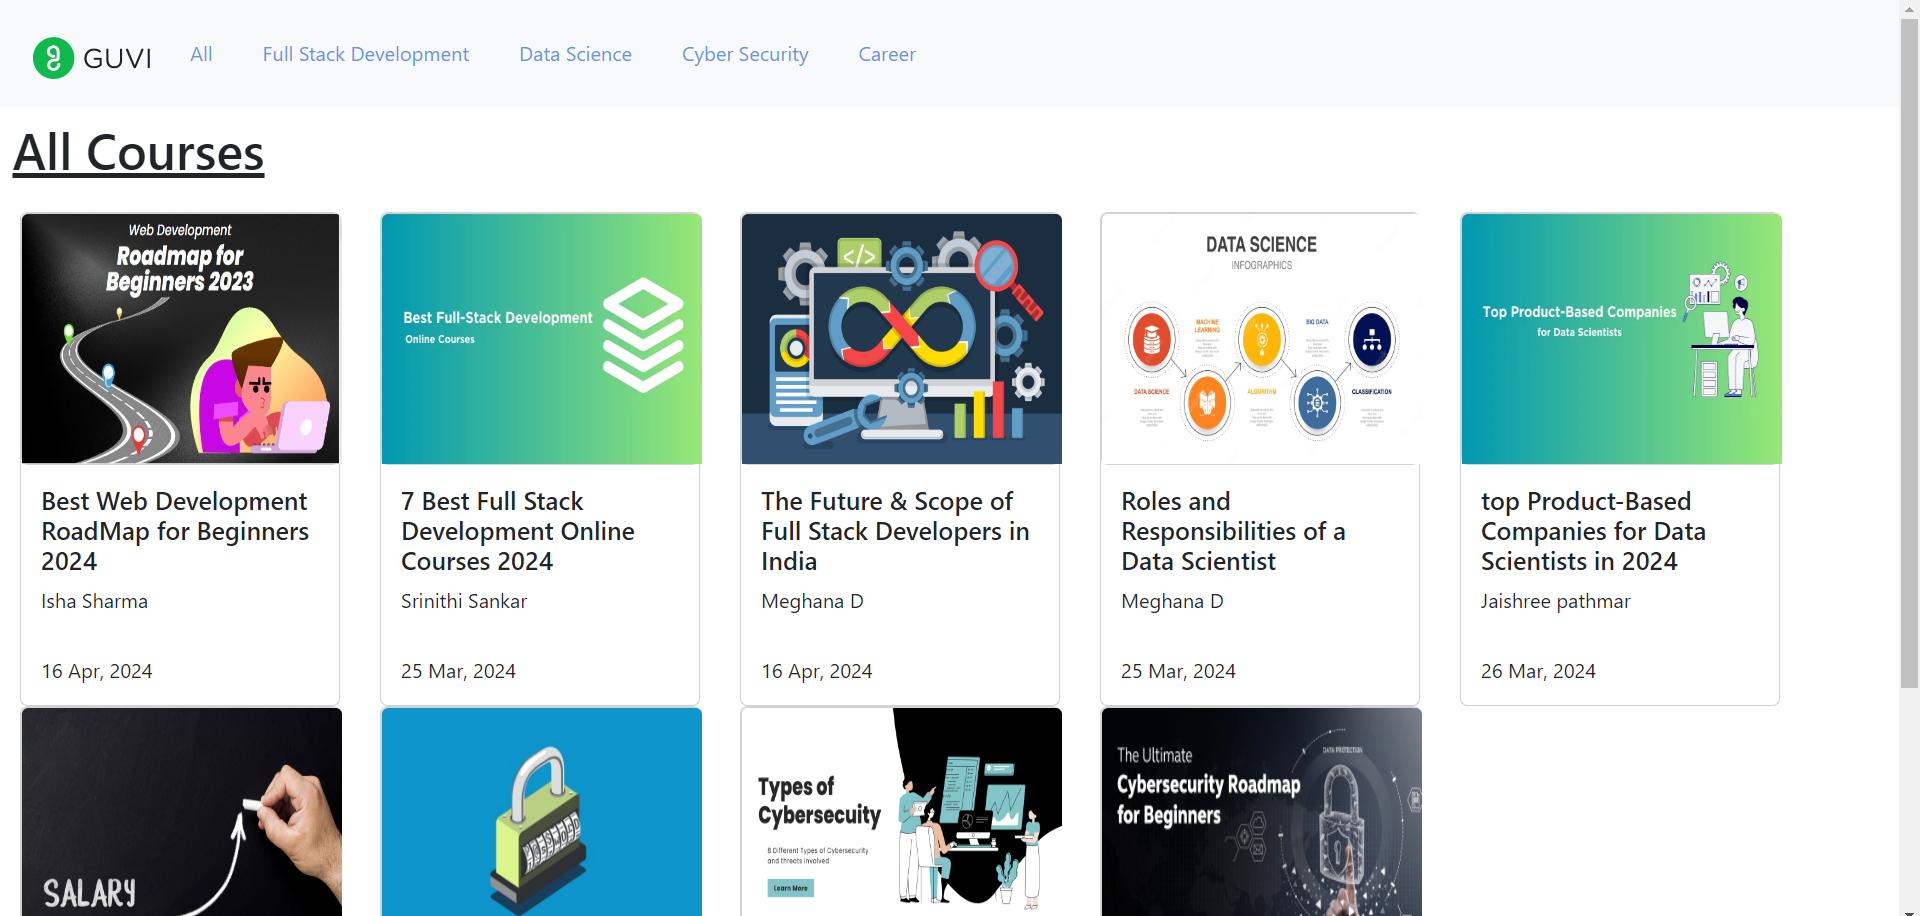 GUVI
All
Full Stack Development
Data Science
Cyber Security
Career
All Courses
Web Development
Roadmap for
Beginners 2023
Best Full-Stack Development
Online Courses
</>
DATA SCIENCE
INFOGRAPHICS
MACHINE
LEARNING
BIG DATA
DATA SCIENCE
ALGORITHM
CLASSIFICATION
Top Product-Based Companies
for Data Scientists
Best Web Development
RoadMap for Beginners
2024
Isha Sharma
16 Apr, 2024
7 Best Full Stack
Development Online
Courses 2024
Srinithi Sankar
25 Mar, 2024
The Future & Scope of
Full Stack Developers in
India
Meghana D
16 Apr, 2024
Roles and
Responsibilities of a
Data Scientist
Meghana D
25 Mar, 2024
top Product-Based
Companies for Data
Scientists in 2024
Jaishree pathmar
26 Mar, 2024
SALARY
Types of
Cybersecuity
8 Different Types of Cybersecurity
and threats involved
Learn More
The Ultimate
Cybersecurity Roadmap
for Beginners
DATA PROTECTION